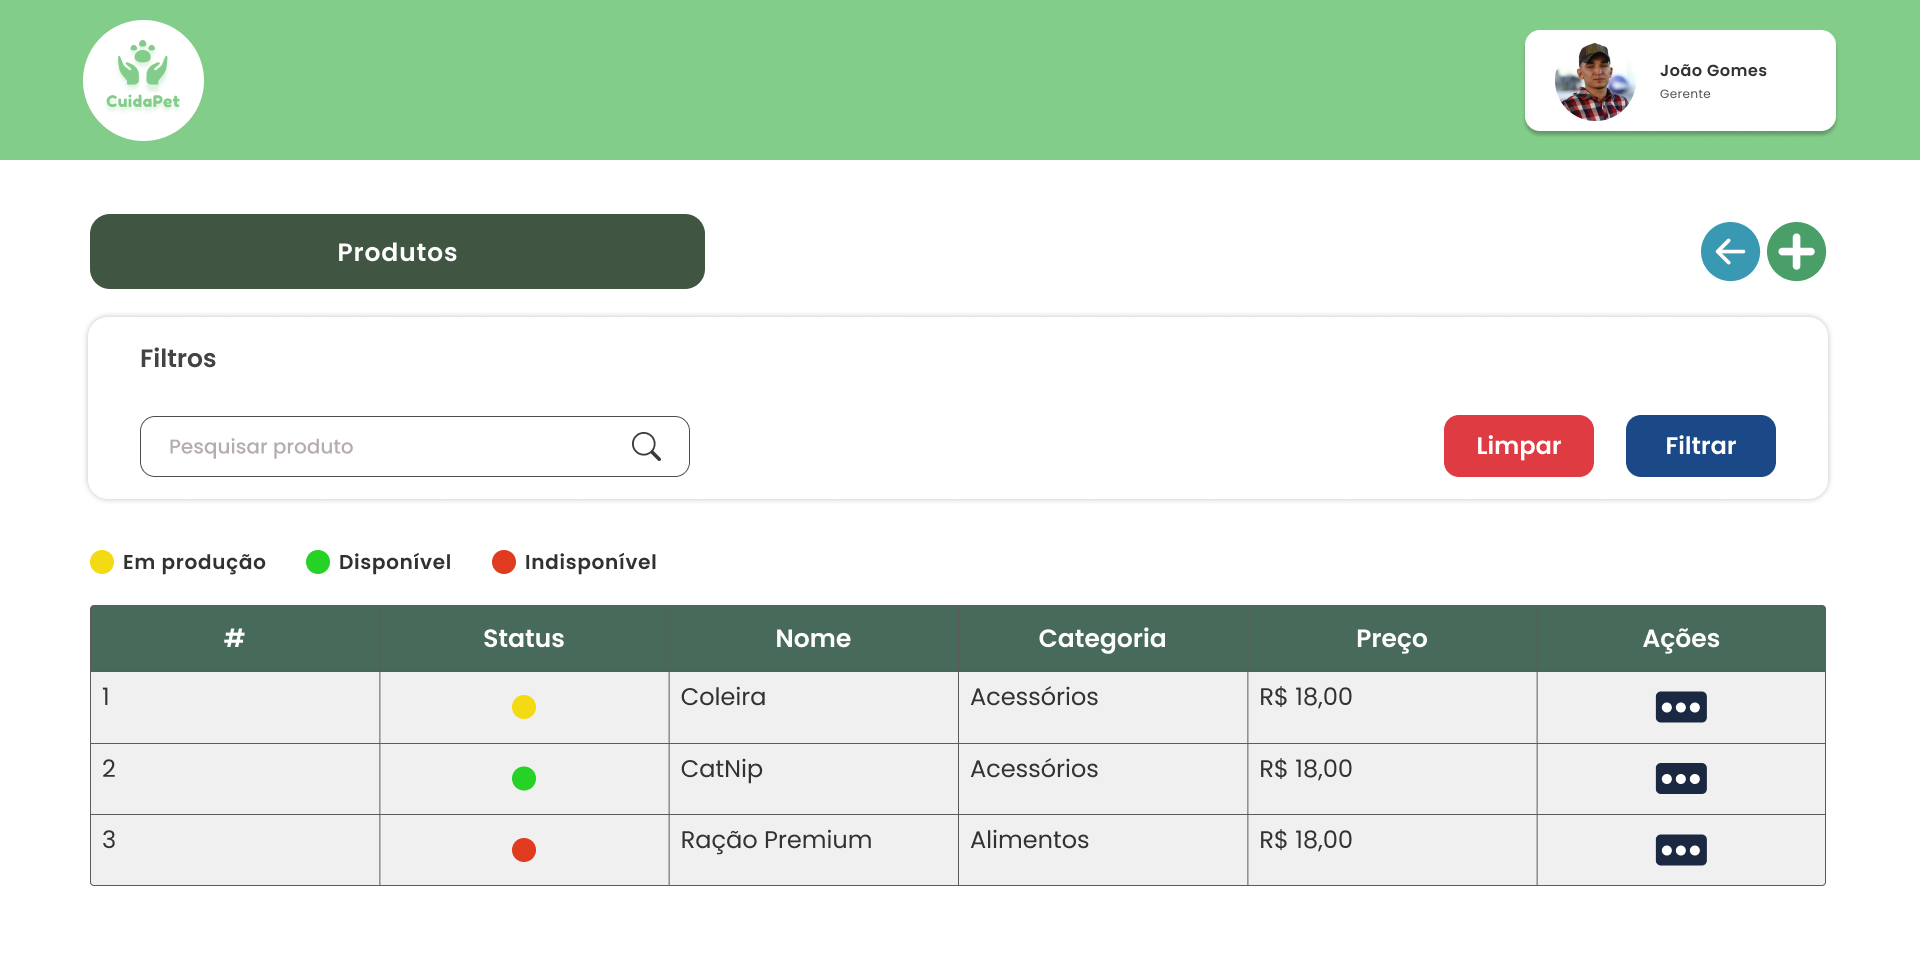 CuidaPet
João Gomes
Gerente
Produtos
Filtros
Pesquisar produto
Limpar
Filtrar
Em produção
Disponível
Indisponível
# Status Nome Categoria Preço Ações
1 Coleira Acessórios R$ 18,00
2 CatNip Acessórios R$ 18,00
3 Ração Premium Alimentos R$ 18,00